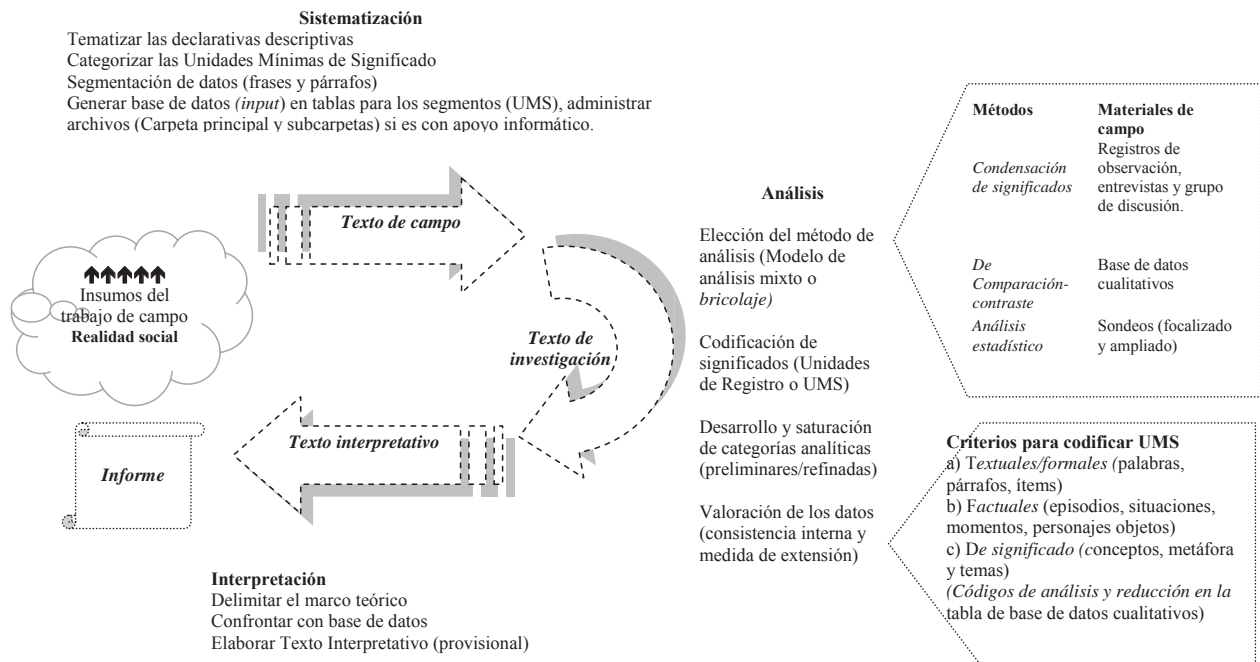 Sistematización
Tematizar las declarativas descriptivas
Categorizar las Unidades Mínimas de Significado
Segmentación de datos (frases y párrafos)
Generar base de datos (input) en tablas para los segmentos (UMS), administrar
archivos (Carpeta principal y subcarpetas) si es con apoyo informático.
Texto de campo
Insumos del
trabajo de campo
Realidad social
Texto de
investigación
Texto interpretativo
Informe
Interpretación
Delimitar el marco teórico
Confrontar con base de datos
Elaborar Texto Interpretativo (provisional)
Análisis
Elección del método de
análisis (Modelo de
análisis mixto o
bricolaje)
Codificación de
significados (Unidades
de Registro o UMS)
Desarrollo y saturación
de categorías analíticas
(preliminares/refinadas)
Valoración de los datos
(consistencia interna y
medida de extensión)
Métodos
Materiales de
campo
Condensación
de significados
Registros de
observación,
entrevistas y grupo
de discusión.
De
Comparación-
contraste
Base de datos
cualitativos
Análisis
estadístico
Sondeos (focalizado
y ampliado)
Criterios para codificar UMS
a) Textuales/formales (palabras,
párrafos, ítems)
b) Factuales (episodios, situaciones,
momentos, personajes objetos)
c) De significado (conceptos, metáfora
y temas)
(Códigos de análisis y reducción en la
tabla de base de datos cualitativos)